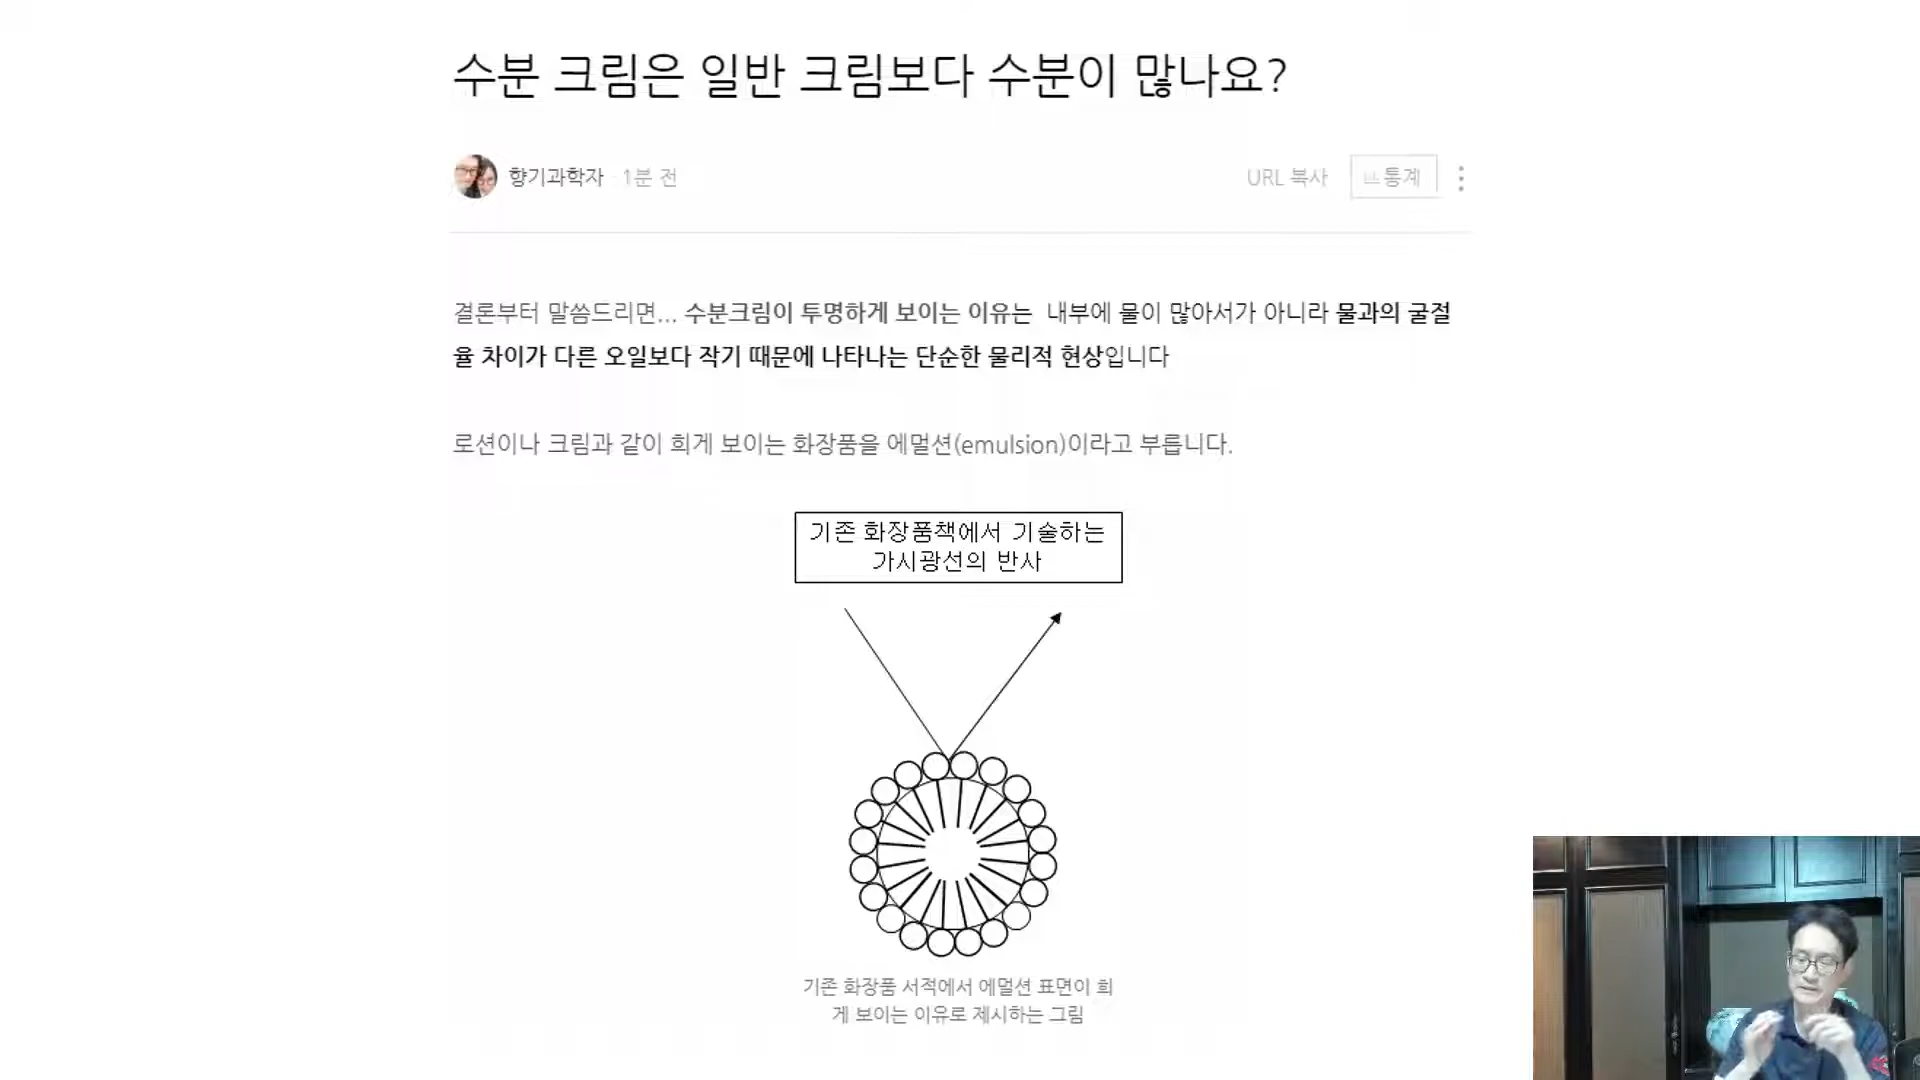 수분 크림은 일반 크림보다 수분이 많나요?
향기과학자 · 1분 전
URL 복사
통계
결론부터 말씀드리면... 수분크림이 투명하게 보이는 이유는 내부에 물이 많아서가 아니라 물과의 굴절
율 차이가 다른 오일보다 작기 때문에 나타나는 단순한 물리적 현상입니다
로션이나 크림과 같이 희게 보이는 화장품을 에멀션(emulsion)이라고 부릅니다.
기존 화장품책에서 기술하는
가시광선의 반사
기존 화장품 서적에서 에멀션 표면이 희
게 보이는 이유로 제시하는 그림